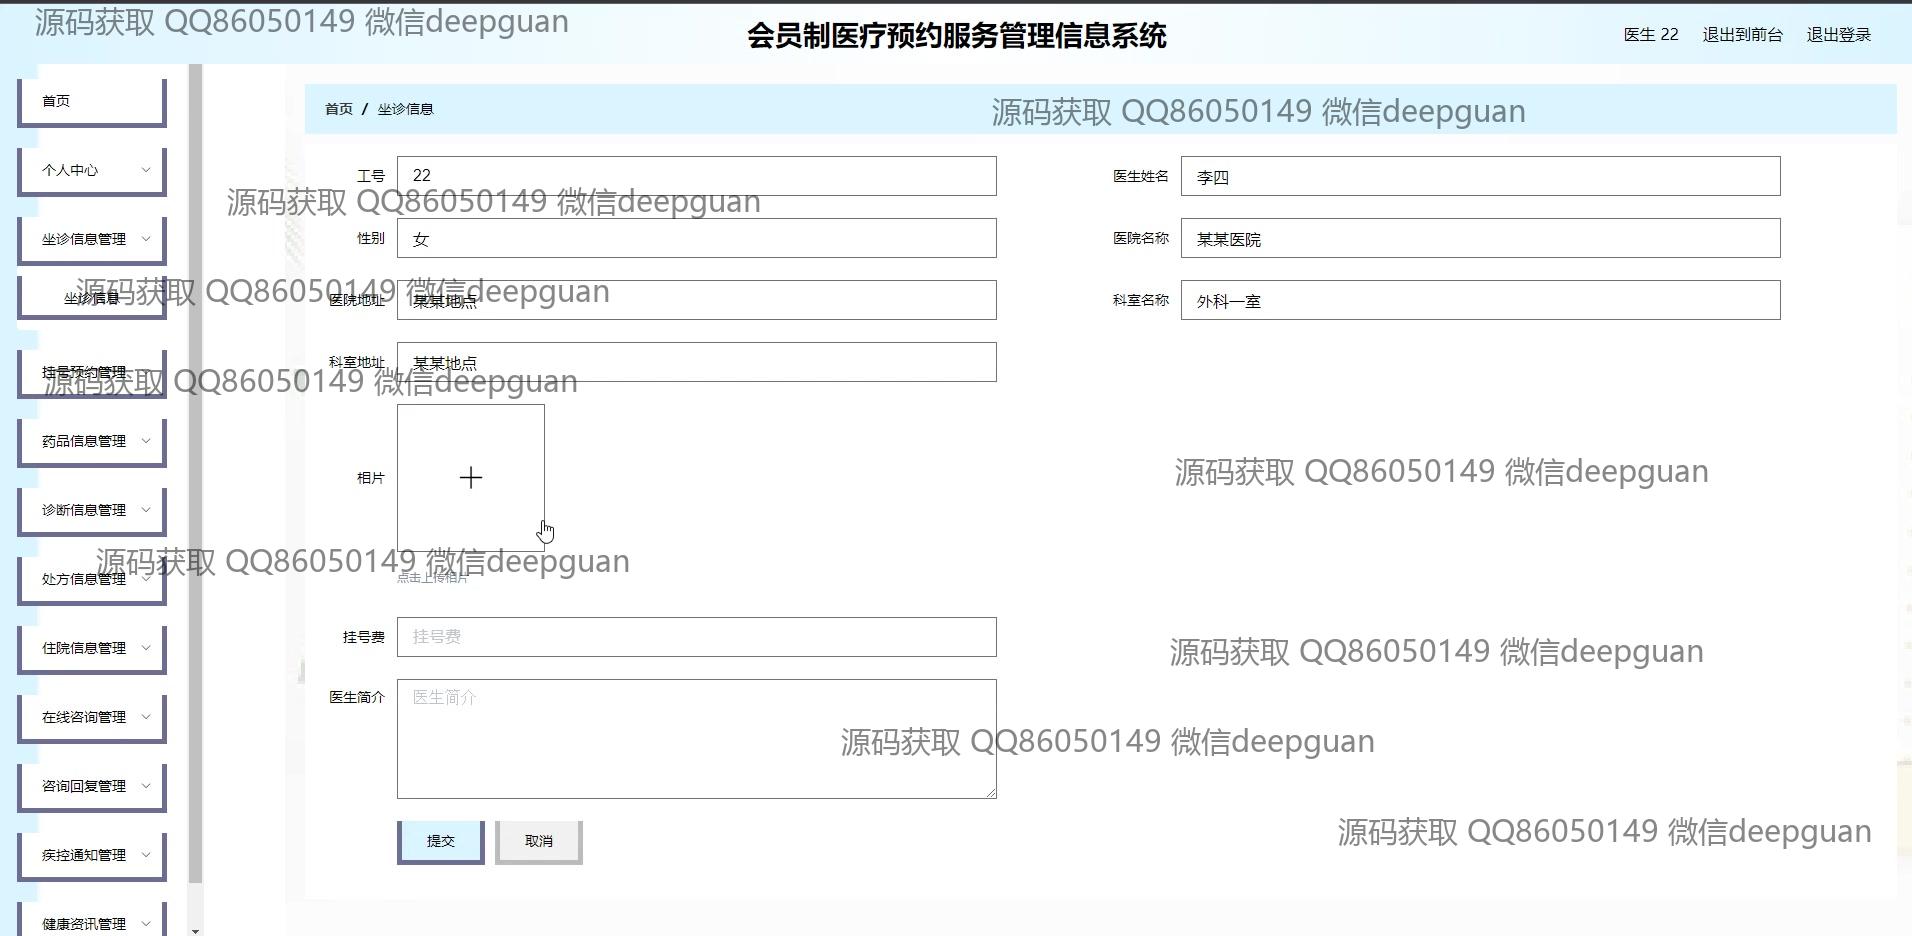 源码获取 QQ86050149 微信deepguan
会员制医疗预约服务管理信息系统
医生 22 退出到前台 退出登录
首页
个人中心
坐诊信息管理
坐诊信息
挂号预约管理
药品信息管理
诊断信息管理
处方信息管理
住院信息管理
在线咨询管理
咨询回复管理
疾控通知管理
健康资讯管理
首页 / 坐诊信息
源码获取 QQ86050149 微信deepguan
工号 22
医生姓名 李四
源码获取 QQ86050149 微信deepguan
性别 女
医院名称 某某医院
源码获取 QQ86050149 微信deepguan
医院地址 某某地点
科室名称 外科一室
科室地址 某某地点
源码获取 QQ86050149 微信deepguan
相片
源码获取 QQ86050149 微信deepguan
源码获取 QQ86050149 微信deepguan
点击上传相片
挂号费 挂号费
源码获取 QQ86050149 微信deepguan
医生简介 医生简介
源码获取 QQ86050149 微信deepguan
提交 取消
源码获取 QQ86050149 微信deepguan